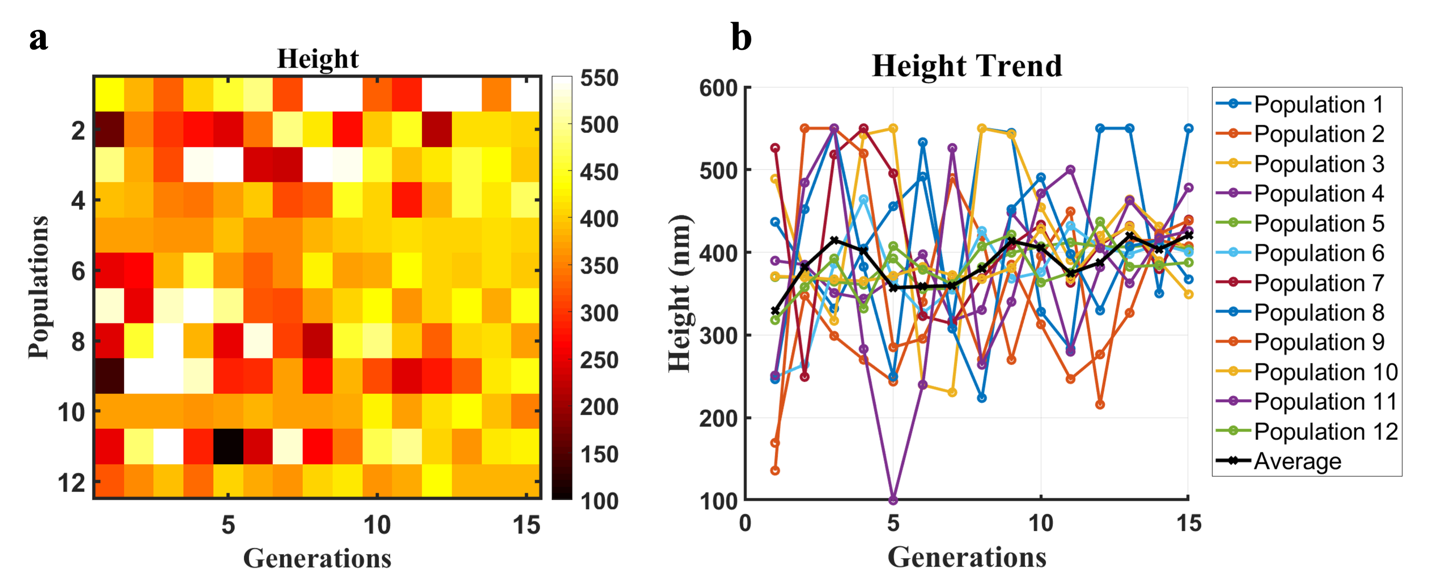 a
Height
2
4
6
8
10
12
Populations
5
10
15
Generations
550
500
450
400
350
300
250
200
150
100
b
Height Trend
600
500
400
300
200
100
Height (nm)
0
5
10
15
Generations
Population 1
Population 2
Population 3
Population 4
Population 5
Population 6
Population 7
Population 8
Population 9
Population 10
Population 11
Population 12
Average